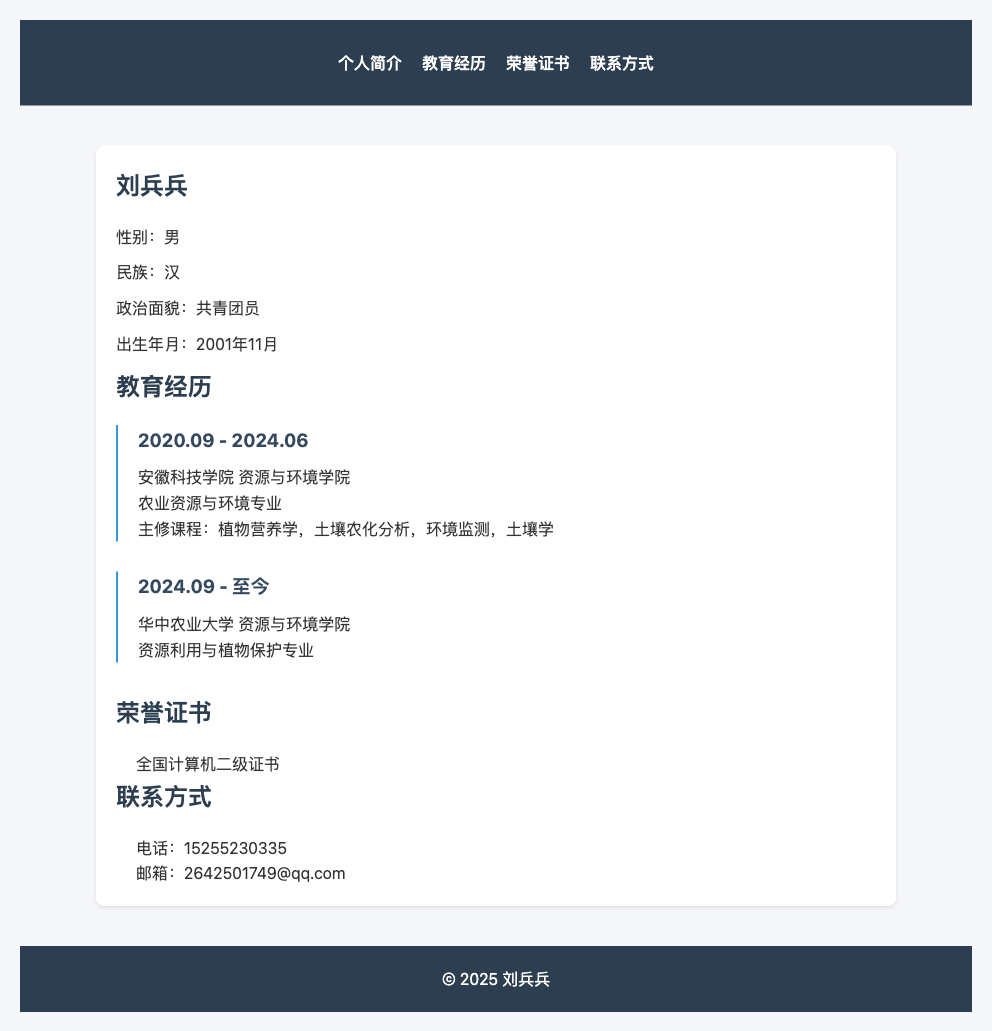 个人简介 教育经历 荣誉证书 联系方式
刘兵兵
性别：男
民族：汉
政治面貌：共青团员
出生年月：2001年11月
教育经历
2020.09 - 2024.06
安徽科技学院 资源与环境学院
农业资源与环境专业
主修课程：植物营养学，土壤农化分析，环境监测，土壤学
2024.09 - 至今
华中农业大学 资源与环境学院
资源利用与植物保护专业
荣誉证书
全国计算机二级证书
联系方式
电话：15255230335
邮箱：2642501749@qq.com
© 2025 刘兵兵